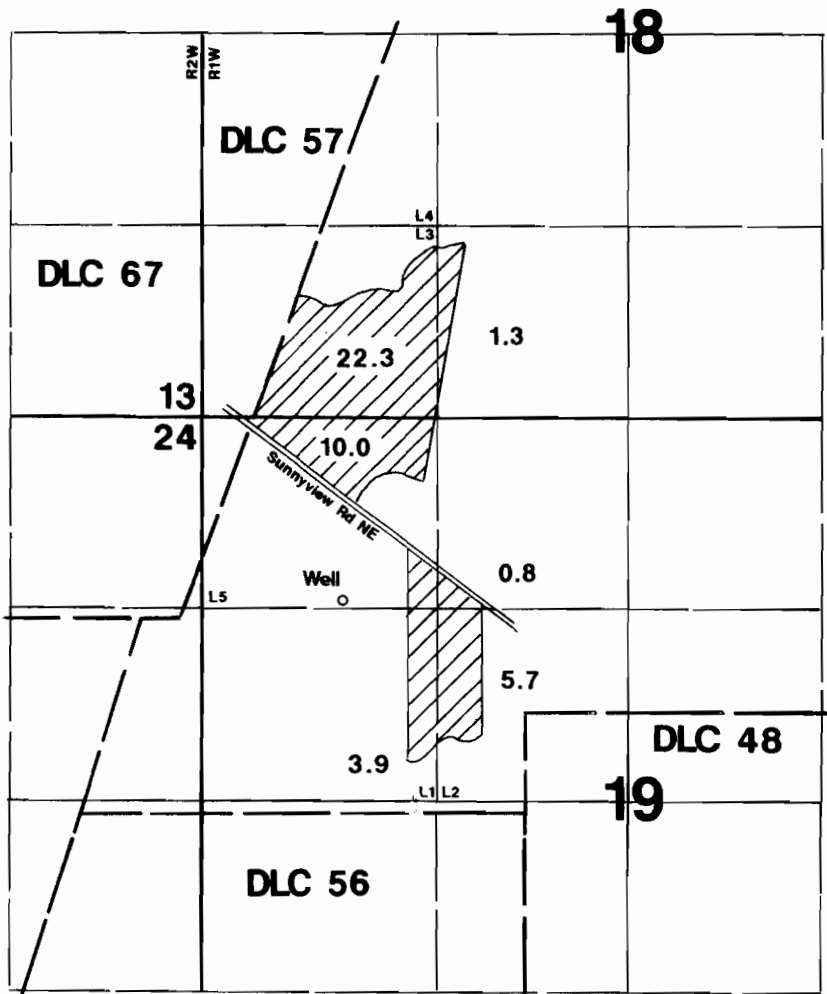 18
R2W
R1W
DLC 57
L4
L3
DLC 67
1.3
22.3
13
24
10.0
Sunnyview Rd NE
0.8
Well
L5
5.7
DLC 48
3.9
L1
L2
19
DLC 56